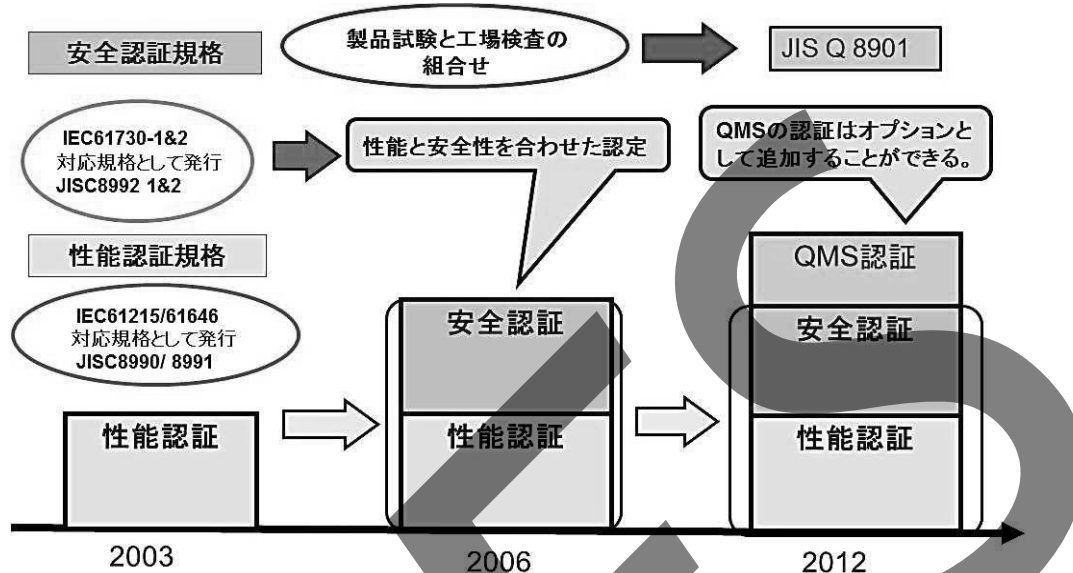 安全認証規格
製品試験と工場検査の
組合せ
JIS Q 8901
IEC61730-1&2
対応規格として発行
JISC8992 1&2
性能と安全性を合わせた認定
QMSの認証はオプションと
して追加することができる。
性能認証規格
IEC61215/61646
対応規格として発行
JISC8990/ 8991
QMS認証
安全認証
安全認証
性能認証
性能認証
性能認証
2003
2006
2012